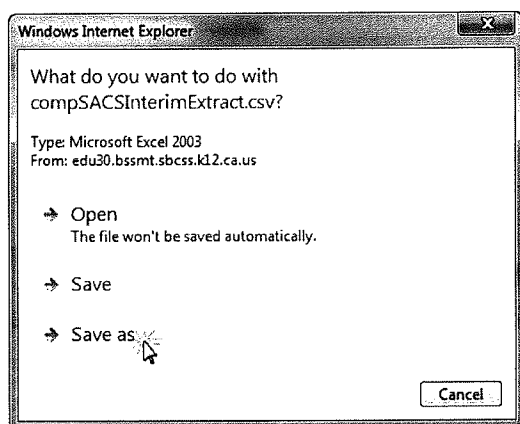 Windows Internet Explorer
What do you want to do with
compSACSInterimExtract.csv?
Type: Microsoft Excel 2003
From: edu30.bssmt.sbcss.k12.ca.us
Open
The file won't be saved automatically.
Save
Save as
Cancel